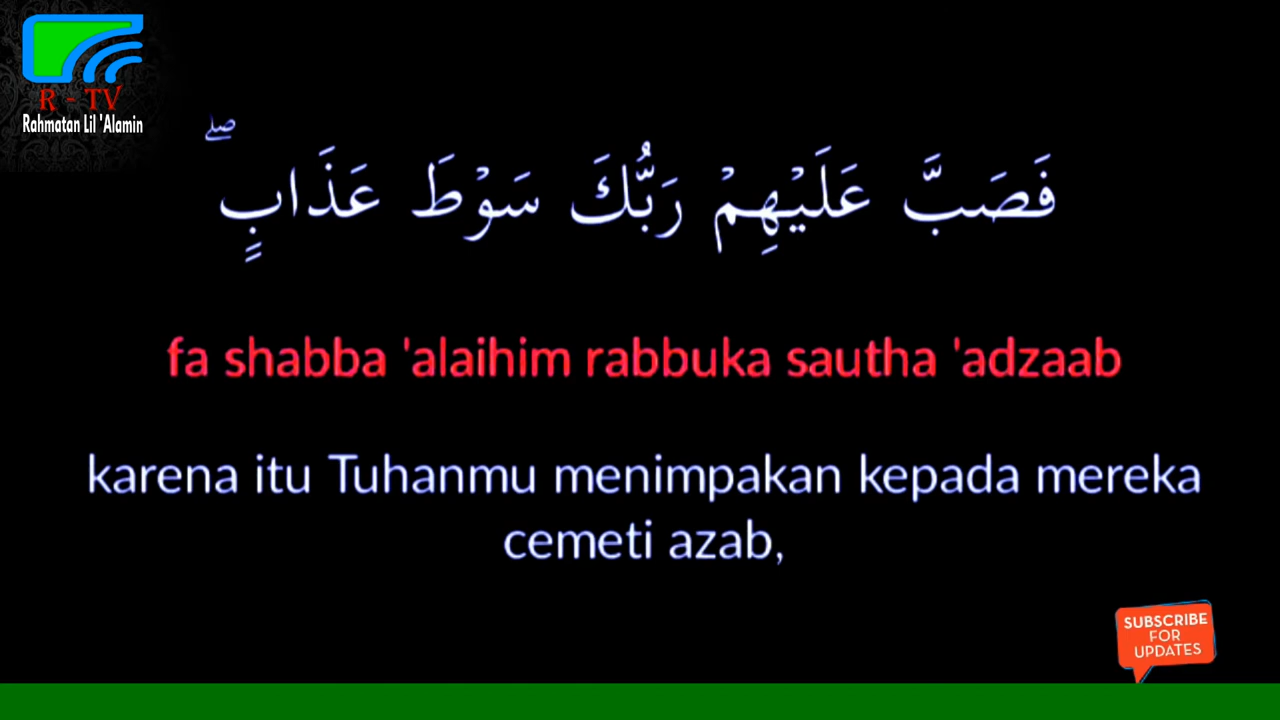 R - TV
Rahmatan Lil 'Alamin
فَصَبَّ عَلَيْهِمْ رَبُّكَ سَوْطَ عَذَابٍ ۖ
fa shabba 'alaihim rabbuka sautha 'adzaab
karena itu Tuhanmu menimpakan kepada mereka
cemeti azab,
SUBSCRIBE
FOR
UPDATES